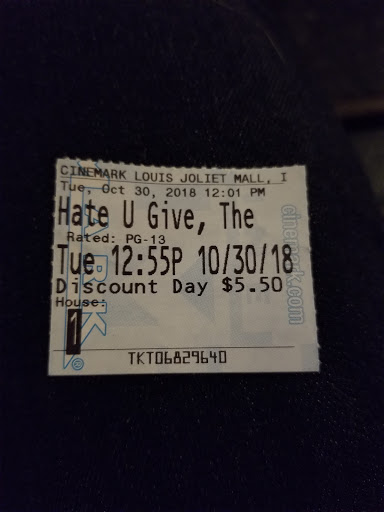 CINEMARK LOUIS JOLIET MALL, I
Tue, Oct 30, 2018 12:01 PM
Hate U Give, The
Rated: PG-13
Tue 12:55P 10/30/18
Discount Day $5.50
House:
1
TKT06829640
cinemark.com